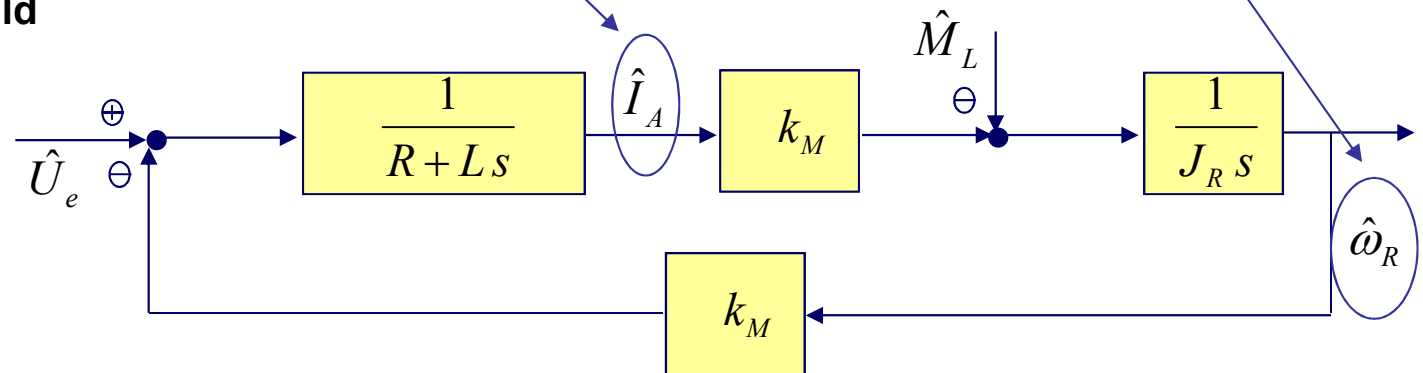 ld
⊕
Û_e
⊖
1
R + L s
Î_A
k_M
M̂_L
⊖
1
J_R s
ω̂_R
k_M